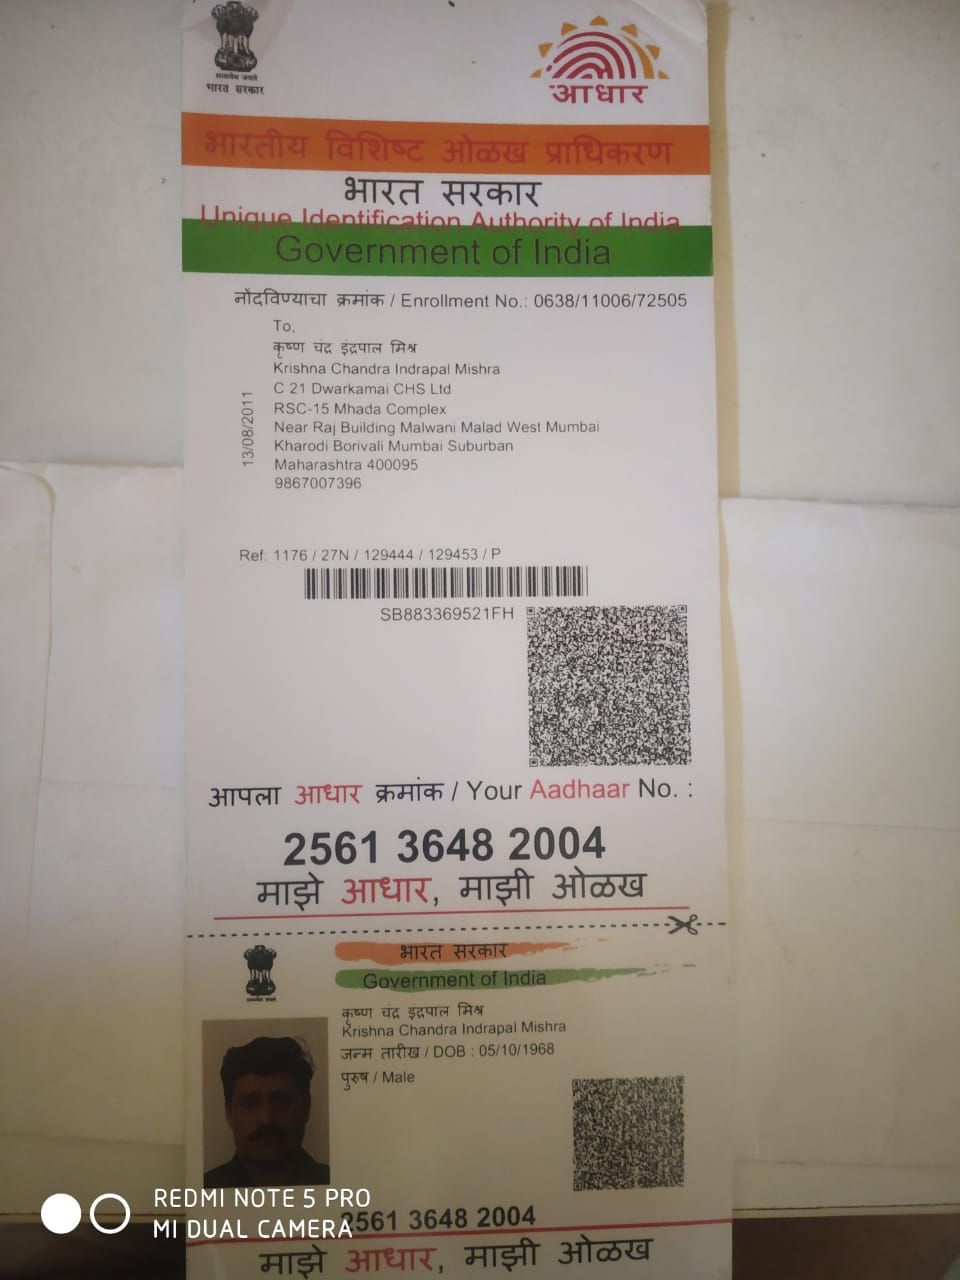 सत्यमेव जयते
भारत सरकार
आधार
भारतीय विशिष्ट ओळख प्राधिकरण
भारत सरकार
Unique Identification Authority of India
Government of India
नोंदविण्याचा क्रमांक / Enrollment No.: 0638/11006/72505
To,
कृष्ण चंद्र इंद्रपाल मिश्र
Krishna Chandra Indrapal Mishra
C 21 Dwarkamai CHS Ltd
RSC-15 Mhada Complex
Near Raj Building Malwani Malad West Mumbai
Kharodi Borivali Mumbai Suburban
Maharashtra 400095
9867007396
13/08/2011
Ref: 1176 / 27N / 129444 / 129453 / P
SB883369521FH
आपला आधार क्रमांक / Your Aadhaar No. :
2561 3648 2004
माझे आधार, माझी ओळख
भारत सरकार
Government of India
कृष्ण चंद्र इंद्रपाल मिश्र
Krishna Chandra Indrapal Mishra
जन्म तारीख / DOB : 05/10/1968
पुरुष / Male
2561 3648 2004
माझे आधार, माझी ओळख
REDMI NOTE 5 PRO
MI DUAL CAMERA